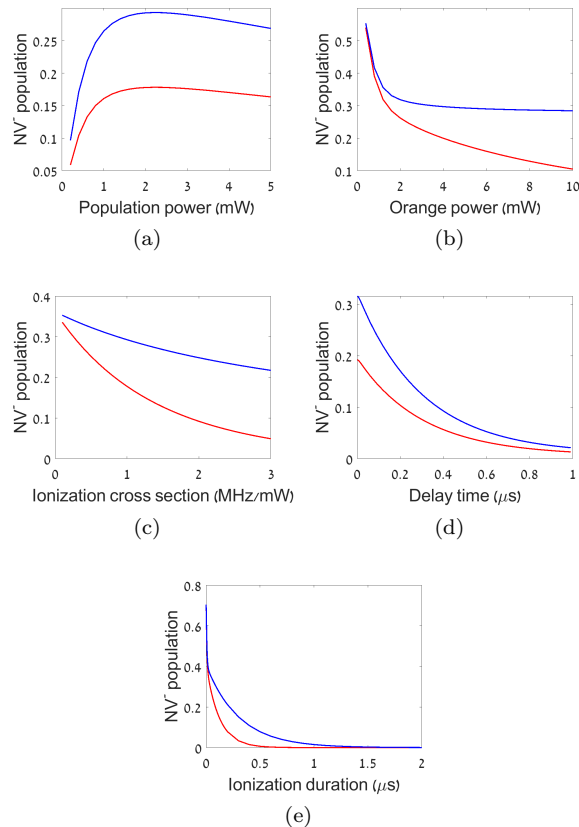 0.25
0.2
0.15
0.1
0.05
NV⁻ population
0 1 2 3 4 5
Population power (mW)
(a)
0.5
0.4
0.3
0.2
0.1
NV⁻ population
0 2 4 6 8 10
Orange power (mW)
(b)
0.4
0.3
0.2
0.1
0
NV⁻ population
0 1 2 3
Ionization cross section (MHz/mW)
(c)
0.3
0.2
0.1
0
NV⁻ population
0 0.2 0.4 0.6 0.8 1
Delay time (μs)
(d)
0.8
0.6
0.4
0.2
0
NV⁻ population
0 0.5 1 1.5 2
Ionization duration (μs)
(e)